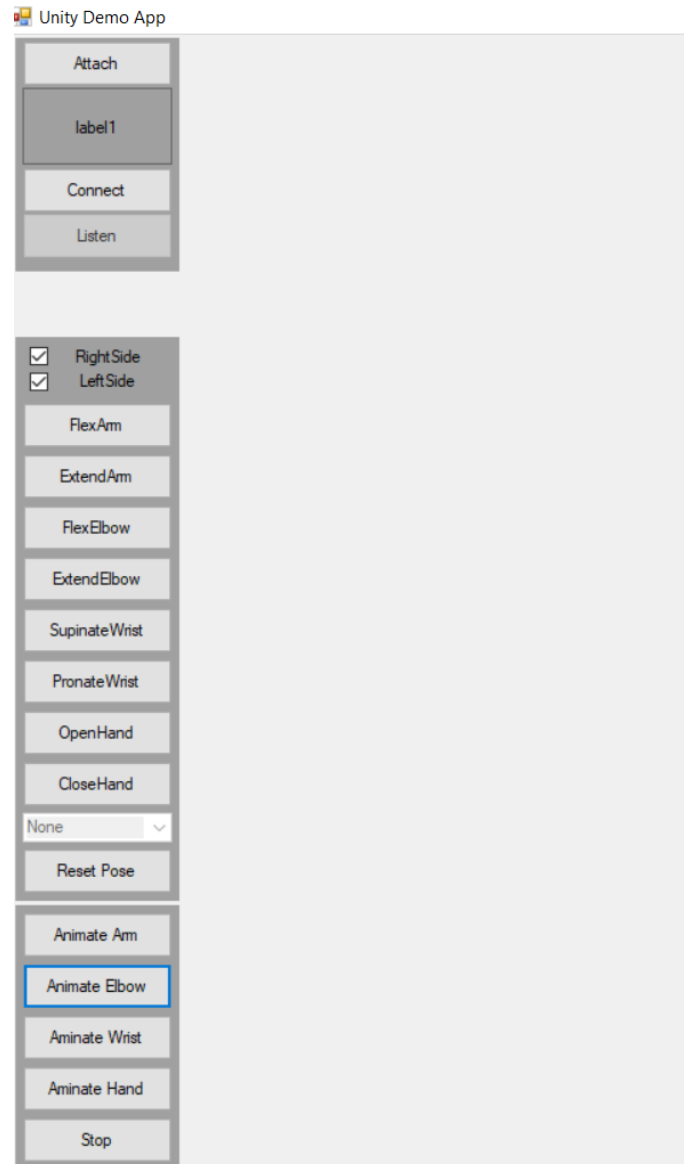 Unity Demo App
Attach
label1
Connect
Listen
RightSide
LeftSide
FlexArm
ExtendArm
FlexElbow
ExtendElbow
SupinateWrist
PronateWrist
OpenHand
CloseHand
None
Reset Pose
Animate Arm
Animate Elbow
Aminate Wrist
Aminate Hand
Stop